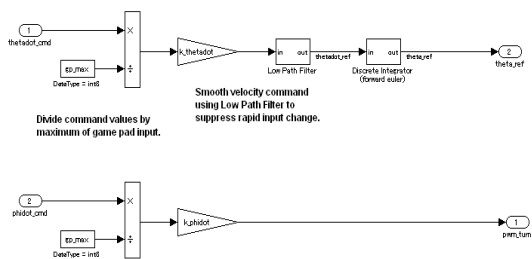 1
thetadot_cmd
×
gp_max
÷
DataType = int8
k_thetadot
in out
Low Path Filter
thetadot_ref
in out
Discrete Integrator
(forward euler)
theta_ref
2
theta_ref
Divide command values by
maximum of game pad input.
Smooth velocity command
using Low Path Filter to
suppress rapid input change.
2
phidot_cmd
×
gp_max
÷
DataType = int8
k_phidot
1
pwm_turn